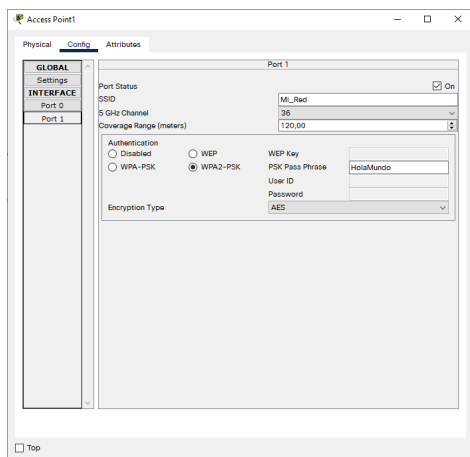 Access Point1
Physical Config Attributes
GLOBAL
Settings
INTERFACE
Port 0
Port 1
Port 1
Port Status On
SSID Mi_Red
5 GHz Channel 36
Coverage Range (meters) 120,00
Authentication
Disabled WEP WEP Key
WPA-PSK WPA2-PSK PSK Pass Phrase HolaMundo
User ID
Password
Encryption Type AES
Top